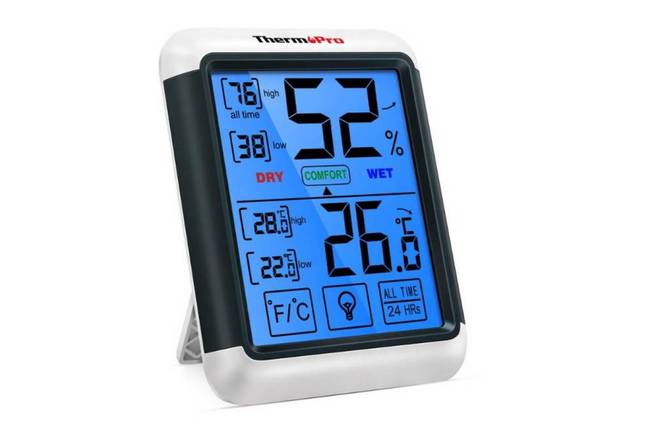 ThermoPro
76 high
all time
52 %
38 low
DRY COMFORT WET
28.0 °C high
26.0 °C
22.0 °C low
°F/°C
ALL TIME
24 HRs